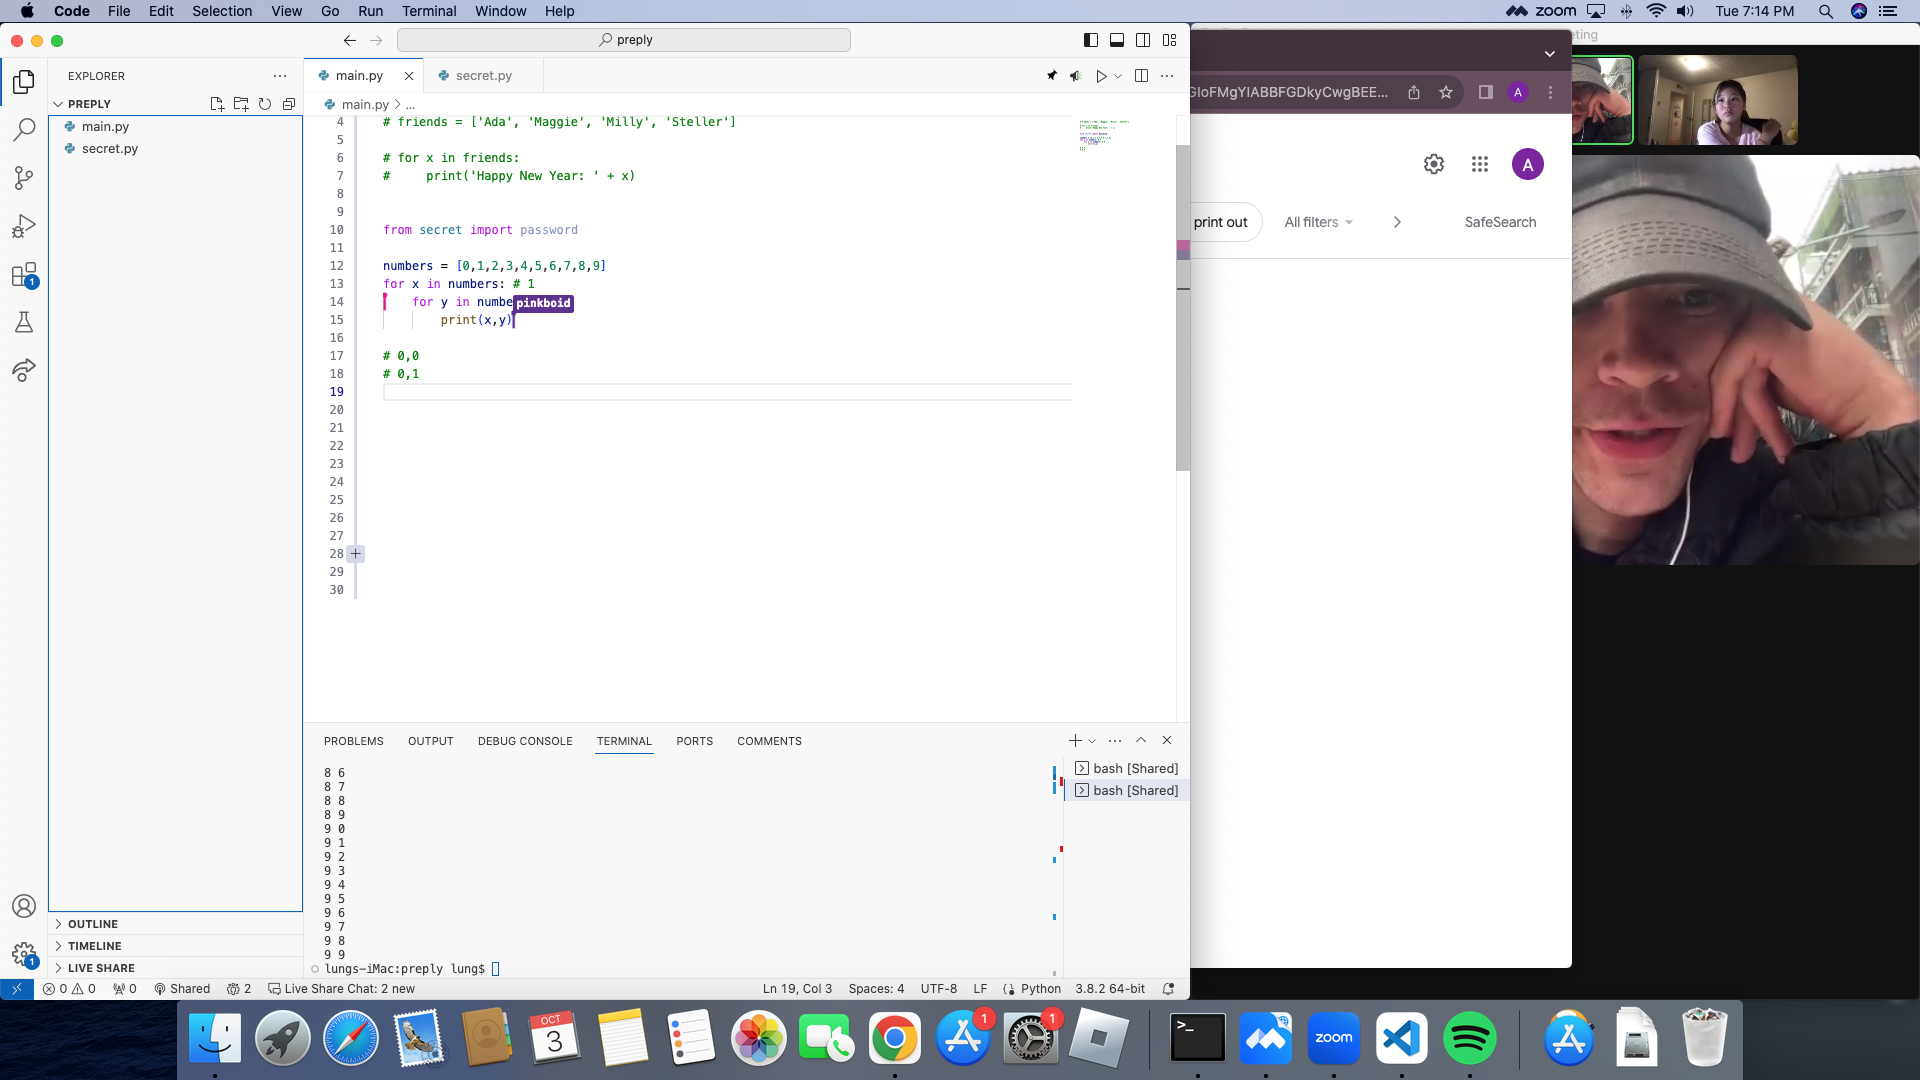 Code File Edit Selection View Go Run Terminal Window Help
zoom Tue 7:14 PM
preply
EXPLORER
PREPLY
main.py
secret.py
OUTLINE
TIMELINE
LIVE SHARE
main.py
secret.py
main.py > ...
4 # friends = ['Ada', 'Maggie', 'Milly', 'Steller']
5
6 # for x in friends:
7 #     print('Happy New Year: ' + x)
8
9
10 from secret import password
11
12 numbers = [0,1,2,3,4,5,6,7,8,9]
13 for x in numbers: # 1
14     for y in numbe
pinkboid
15         print(x,y)
16
17 # 0,0
18 # 0,1
19
20
21
22
23
24
25
26
27
28
29
30
PROBLEMS OUTPUT DEBUG CONSOLE TERMINAL PORTS COMMENTS
8 6
8 7
8 8
8 9
9 0
9 1
9 2
9 3
9 4
9 5
9 6
9 7
9 8
9 9
lungs-iMac:preply lung$
bash [Shared]
bash [Shared]
1
1
0 0 0 Shared 2 Live Share Chat: 2 new Ln 19, Col 3 Spaces: 4 UTF-8 LF Python 3.8.2 64-bit
eting
GIoFMgYIABBFGDkyCwgBEE...
A
A
print out All filters SafeSearch
OCT
3
1
1
zoom